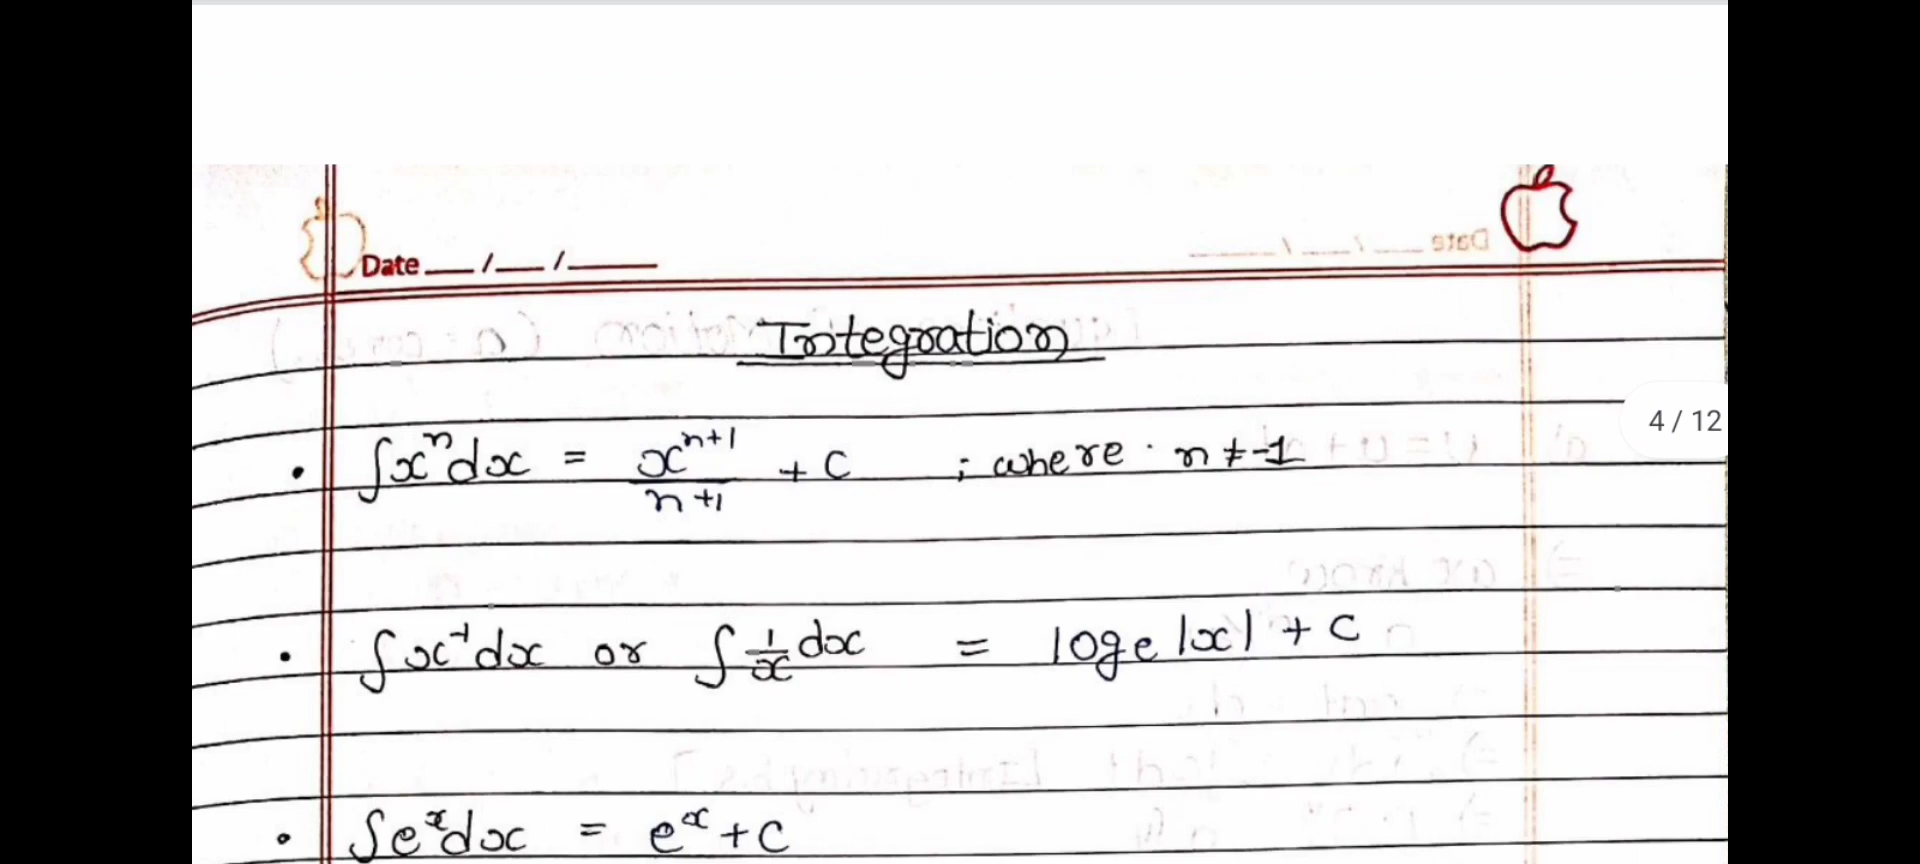 Date __/__/____
Integration
4 / 12
• ∫xⁿdx = xⁿ⁺¹/n+1 + C ; where n ≠ -1
• ∫x⁻¹dx or ∫1/x dx = logₑ|x| + C
• ∫eˣdx = eˣ + C